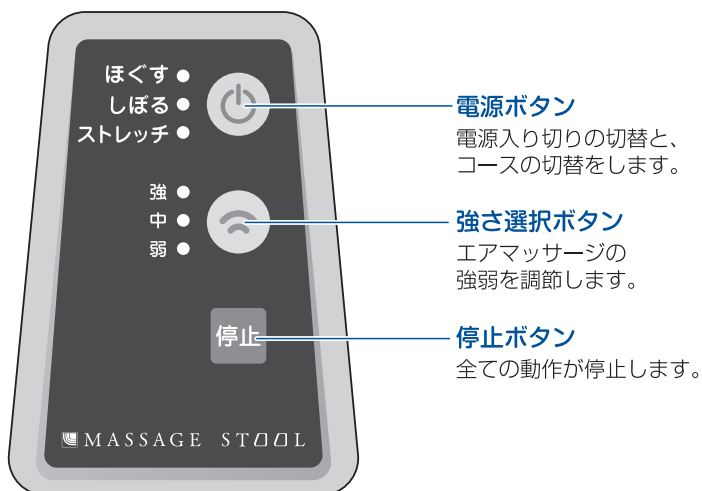 ほぐす
しぼる
ストレッチ
強
中
弱
停止
MASSAGE STOOL
電源ボタン
電源入り切りの切替と、
コースの切替をします。
強さ選択ボタン
エアマッサージの
強弱を調節します。
停止ボタン
全ての動作が停止します。